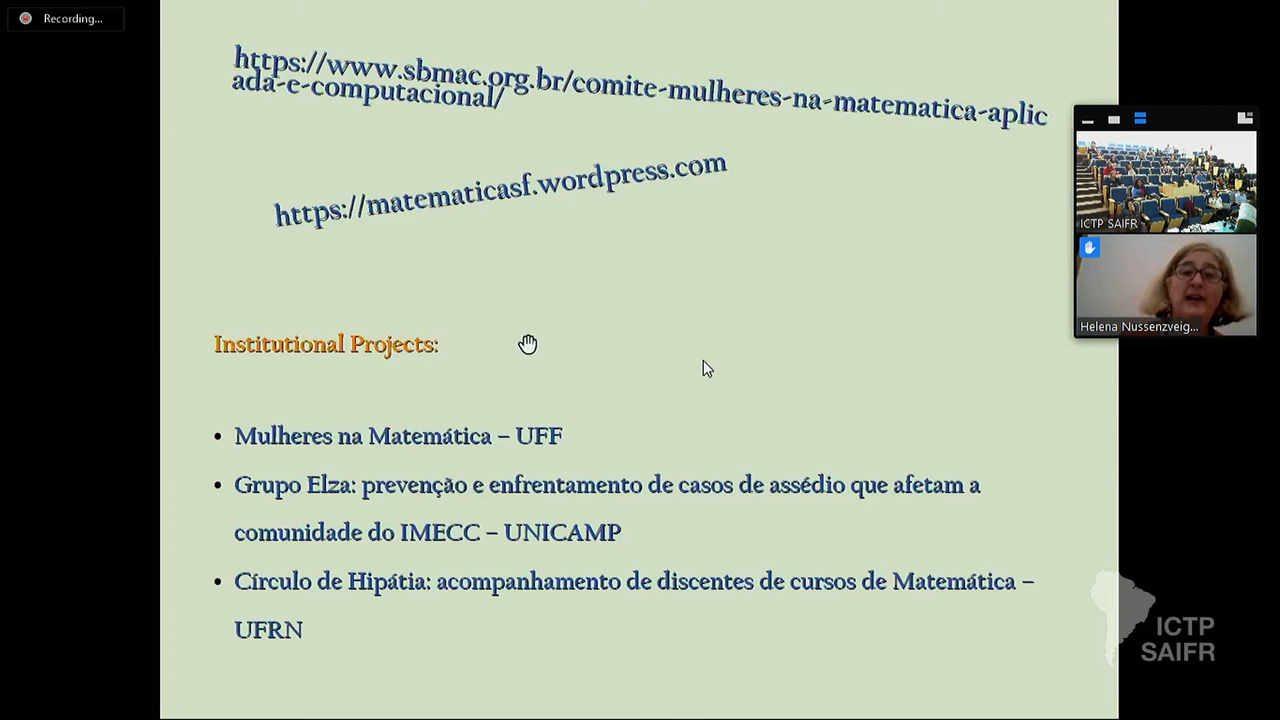 Recording...
https://www.sbmac.org.br/comite-mulheres-na-matematica-aplic
ada-e-computacional/
https://matematicasf.wordpress.com
ICTP SAIFR
Helena Nussenzveig...
Institutional Projects:
• Mulheres na Matemática – UFF
• Grupo Elza: prevenção e enfrentamento de casos de assédio que afetam a
comunidade do IMECC – UNICAMP
• Círculo de Hipátia: acompanhamento de discentes de cursos de Matemática –
UFRN
ICTP
SAIFR